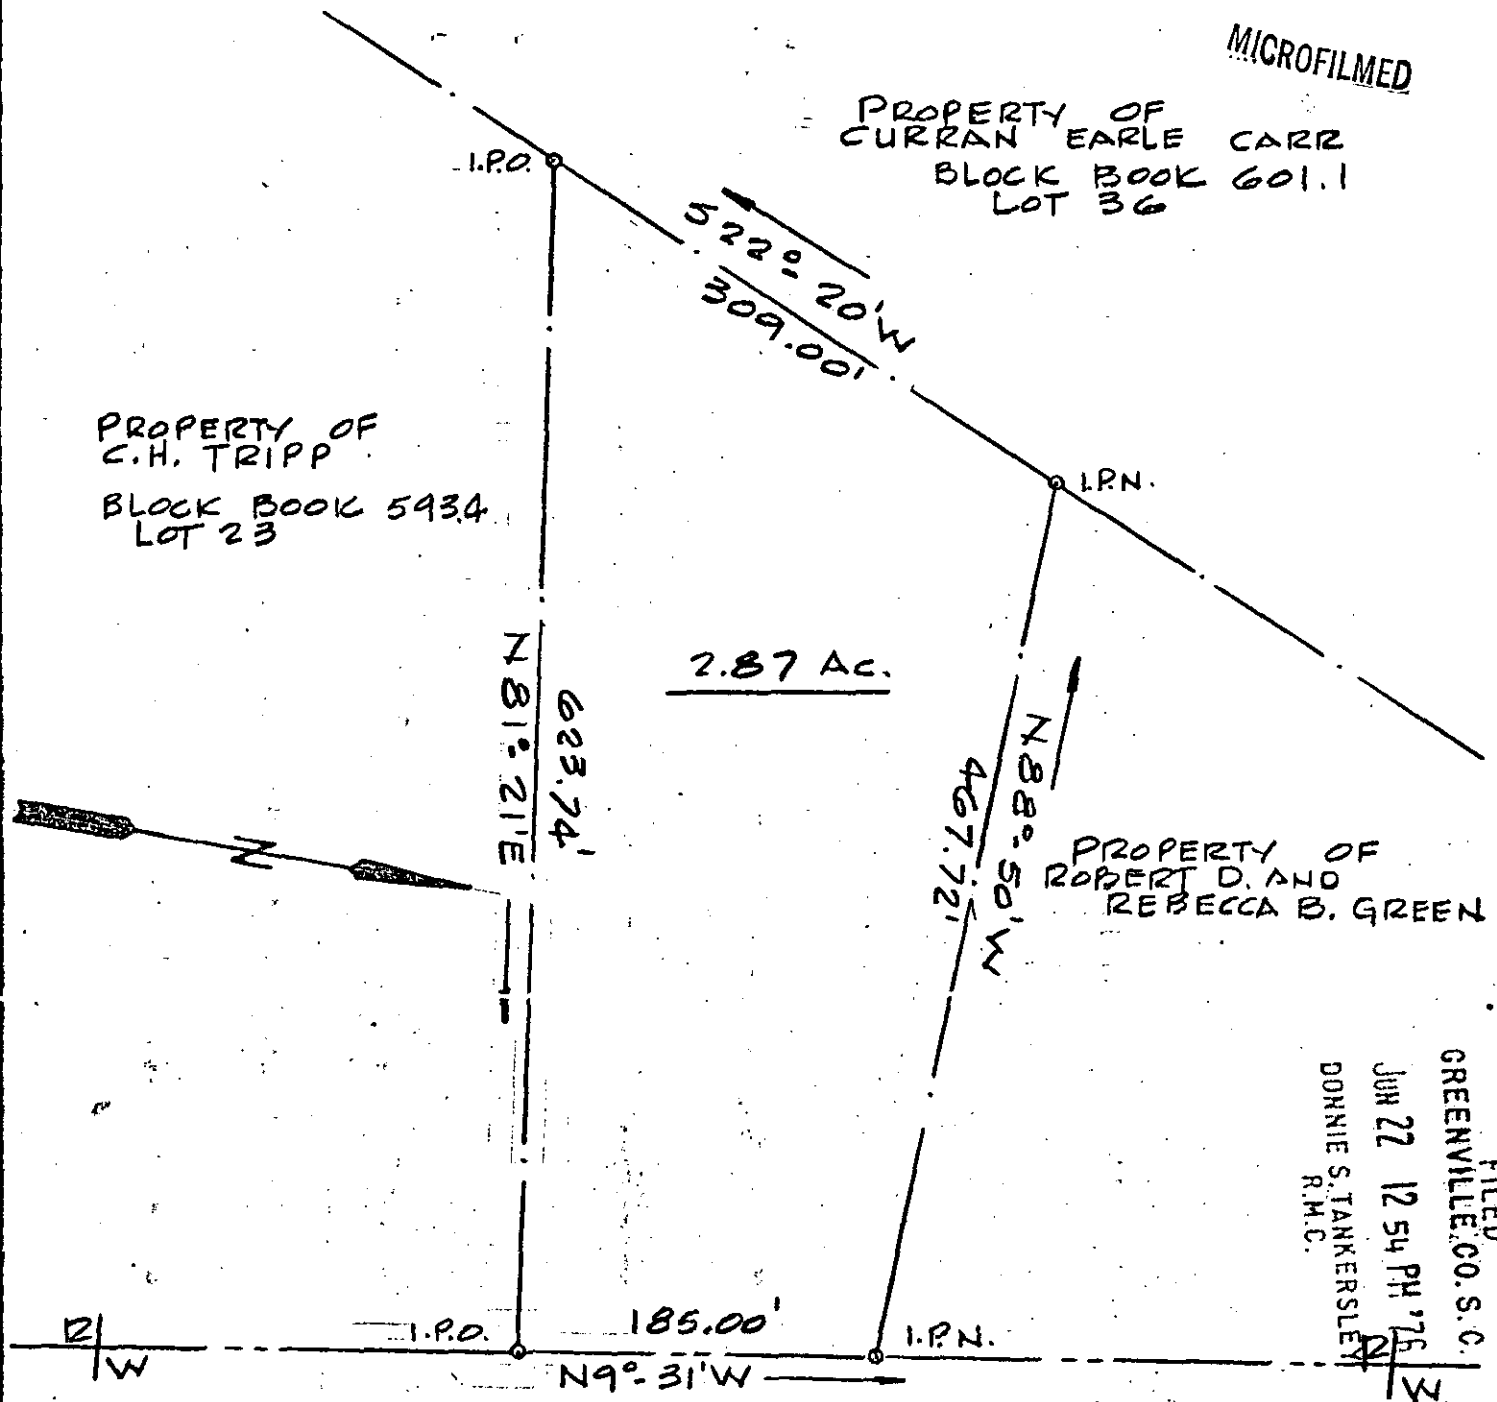 MICROFILMED
PROPERTY OF
CURRAN EARLE CARR
BLOCK BOOK 601.1
LOT 36
I.P.O.
S 22°-20'W
309.00'
PROPERTY OF
C.H. TRIPP
BLOCK BOOK 593.4
LOT 23
I.P.N.
2.87 Ac.
N 81°-21'E
623.74'
N88°-50'W
467.72'
N
PROPERTY OF
ROBERT D. AND
REBECCA B. GREEN
FILED
GREENVILLE, CO. S. C.
JUN 22 12 54 PM '76
DONNIE S. TANKERSLEY
R.M.C.
R/W
I.P.O.
185.00'
I.P.N.
N9°-31'W
R/W